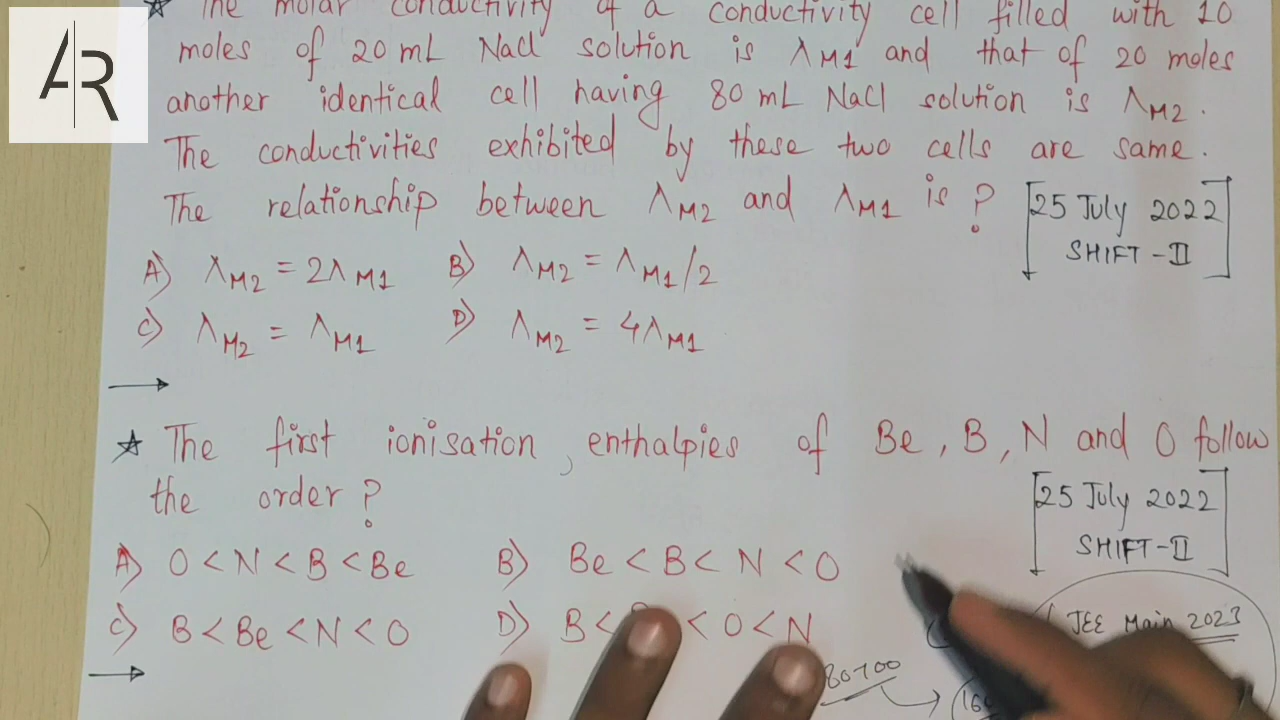 AR
The molar conductivity of a conductivity cell filled with 10
moles of 20 mL NaCl solution is λM1 and that of 20 moles
another identical cell having 80 mL NaCl solution is λM2.
The conductivities exhibited by these two cells are same.
The relationship between λM2 and λM1 is ?
[25 July 2022
SHIFT-II]
A) λM2 = 2λM1 B) λM2 = λM1/2
C) λM2 = λM1 D) λM2 = 4λM1
→
☆ The first ionisation, enthalpies of Be, B, N and O follow
the order ?
[25 July 2022
SHIFT-II]
A) O < N < B < Be B) Be < B < N < O
C) B < Be < N < O D) B < < O < N
JEE Main 2023
→
80-100 →